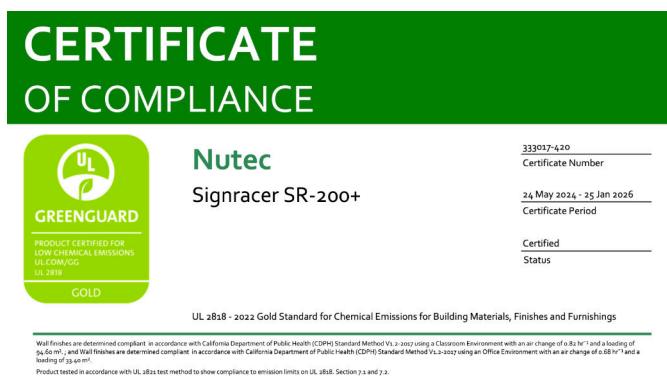 CERTIFICATE
OF COMPLIANCE
UL
GREENGUARD
PRODUCT CERTIFIED FOR
LOW CHEMICAL EMISSIONS
UL.COM/GG
UL 2818
GOLD
Nutec
Signracer SR-200+
333017-420
Certificate Number
24 May 2024 - 25 Jan 2026
Certificate Period
Certified
Status
UL 2818 - 2022 Gold Standard for Chemical Emissions for Building Materials, Finishes and Furnishings
Wall finishes are determined compliant in accordance with California Department of Public Health (CDPH) Standard Method V1.2-2017 using a Classroom Environment with an air change of 0.82 hr⁻¹ and a loading of
94.60 m². ; and Wall finishes are determined compliant in accordance with California Department of Public Health (CDPH) Standard Method V1.2-2017 using an Office Environment with an air change of 0.68 hr⁻¹ and a
loading of 33.40 m².
Product tested in accordance with UL 2821 test method to show compliance to emission limits on UL 2818. Section 7.1 and 7.2.